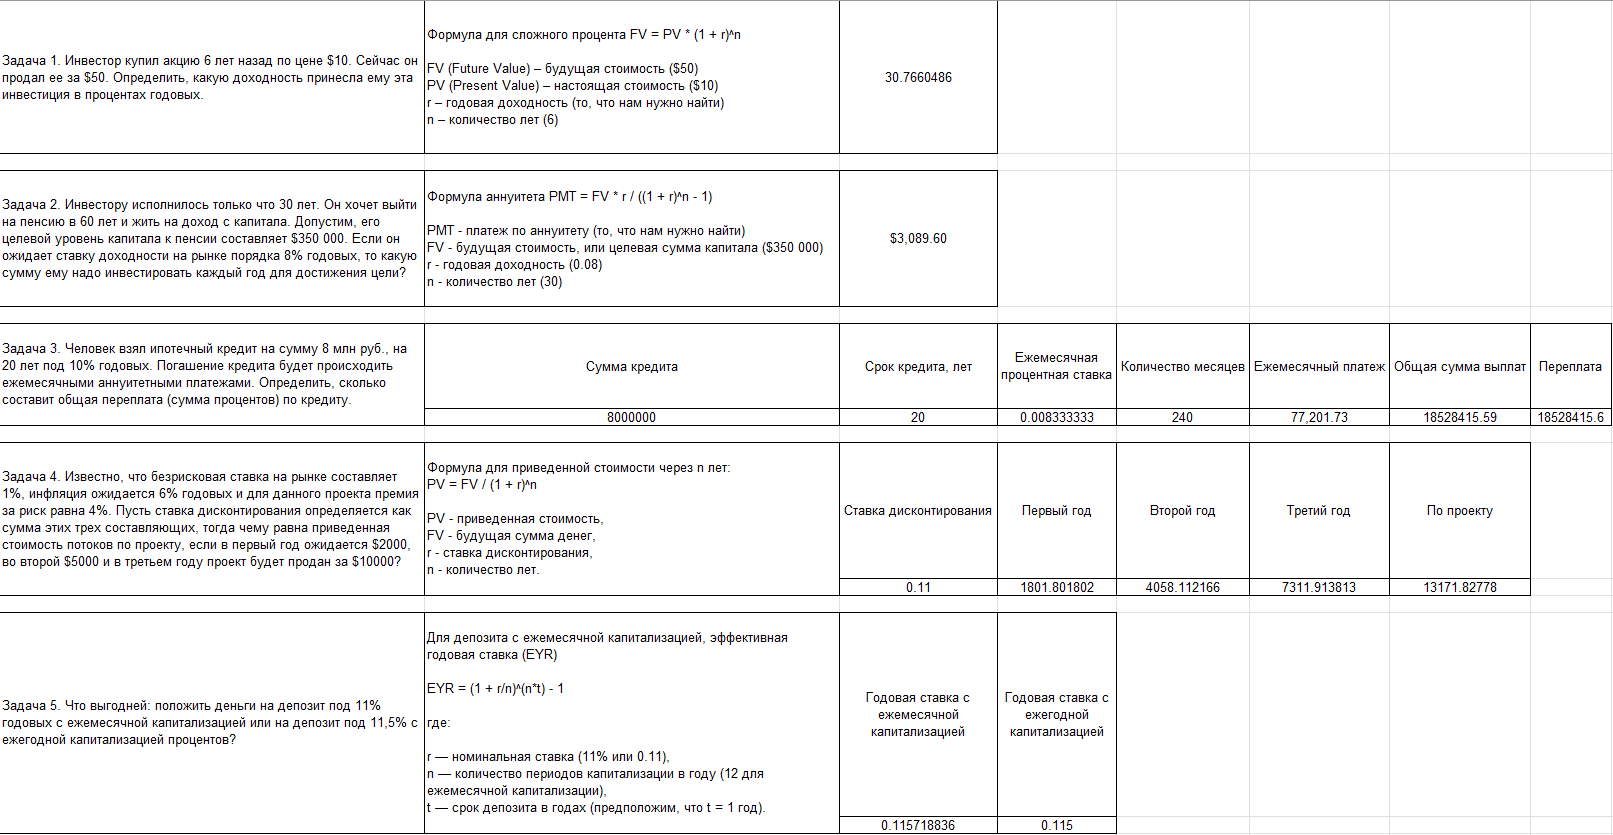 Задача 1. Инвестор купил акцию 6 лет назад по цене $10. Сейчас он
продал ее за $50. Определить, какую доходность принесла ему эта
инвестиция в процентах годовых.
Формула для сложного процента FV = PV * (1 + r)^n
FV (Future Value) – будущая стоимость ($50)
PV (Present Value) – настоящая стоимость ($10)
r – годовая доходность (то, что нам нужно найти)
n – количество лет (6)
30.7660486
Задача 2. Инвестору исполнилось только что 30 лет. Он хочет выйти
на пенсию в 60 лет и жить на доход с капитала. Допустим, его
целевой уровень капитала к пенсии составляет $350 000. Если он
ожидает ставку доходности на рынке порядка 8% годовых, то какую
сумму ему надо инвестировать каждый год для достижения цели?
Формула аннуитета PMT = FV * r / ((1 + r)^n - 1)
PMT - платеж по аннуитету (то, что нам нужно найти)
FV - будущая стоимость, или целевая сумма капитала ($350 000)
r - годовая доходность (0.08)
n - количество лет (30)
$3,089.60
Задача 3. Человек взял ипотечный кредит на сумму 8 млн руб., на
20 лет под 10% годовых. Погашение кредита будет происходить
ежемесячными аннуитетными платежами. Определить, сколько
составит общая переплата (сумма процентов) по кредиту.
Сумма кредита
Срок кредита, лет
Ежемесячная
процентная ставка
Количество месяцев
Ежемесячный платеж
Общая сумма выплат
Переплата
8000000
20
0.008333333
240
77,201.73
18528415.59
18528415.6
Задача 4. Известно, что безрисковая ставка на рынке составляет
1%, инфляция ожидается 6% годовых и для данного проекта премия
за риск равна 4%. Пусть ставка дисконтирования определяется как
сумма этих трех составляющих, тогда чему равна приведенная
стоимость потоков по проекту, если в первый год ожидается $2000,
во второй $5000 и в третьем году проект будет продан за $10000?
Формула для приведенной стоимости через n лет:
PV = FV / (1 + r)^n
PV - приведенная стоимость,
FV - будущая сумма денег,
r - ставка дисконтирования,
n - количество лет.
Ставка дисконтирования
Первый год
Второй год
Третий год
По проекту
0.11
1801.801802
4058.112166
7311.913813
13171.82778
Задача 5. Что выгодней: положить деньги на депозит под 11%
годовых с ежемесячной капитализацией или на депозит под 11,5% с
ежегодной капитализацией процентов?
Для депозита с ежемесячной капитализацией, эффективная
годовая ставка (EYR)
EYR = (1 + r/n)^(n*t) - 1
где:
r — номинальная ставка (11% или 0.11),
n — количество периодов капитализации в году (12 для
ежемесячной капитализации),
t — срок депозита в годах (предположим, что t = 1 год).
Годовая ставка с
ежемесячной
капитализацией
Годовая ставка с
ежегодной
капитализацией
0.115718836
0.115